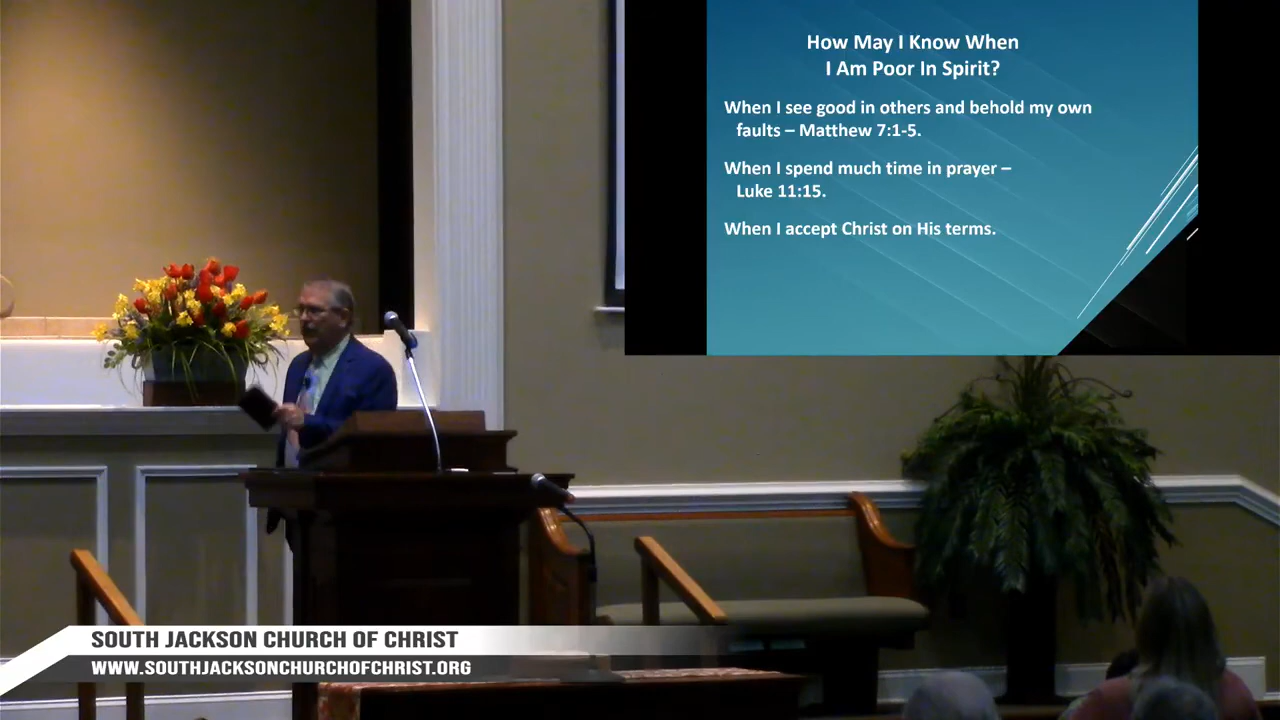 How May I Know When
I Am Poor In Spirit?
When I see good in others and behold my own
faults – Matthew 7:1-5.
When I spend much time in prayer –
Luke 11:15.
When I accept Christ on His terms.
SOUTH JACKSON CHURCH OF CHRIST
WWW.SOUTHJACKSONCHURCHOFCHRIST.ORG